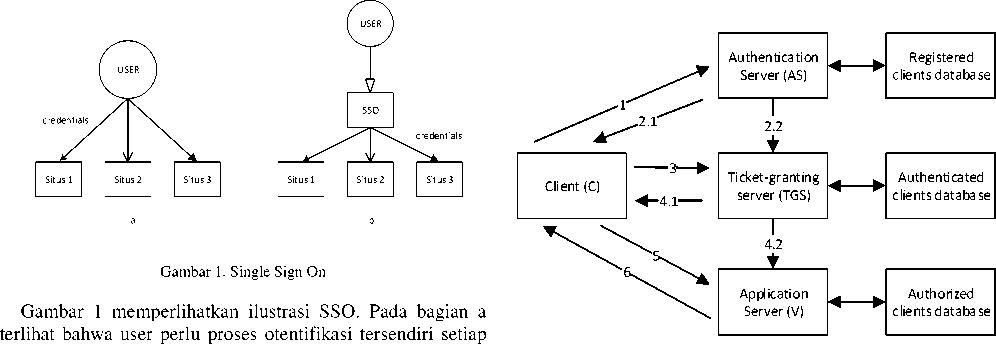 USER
credentials
Situs 1
Situs 2
Situs 3
a
USER
SSO
credentials
Situs 1
Situs 2
Situs 3
b
Gambar 1. Single Sign On
Gambar 1 memperlihatkan ilustrasi SSO. Pada bagian a
terlihat bahwa user perlu proses otentifikasi tersendiri setiap
Authentication
Server (AS)
Registered
clients database
1
2.1
2.2
Client (C)
3
4.1
Ticket-granting
server (TGS)
Authenticated
clients database
4.2
5
6
Application
Server (V)
Authorized
clients database